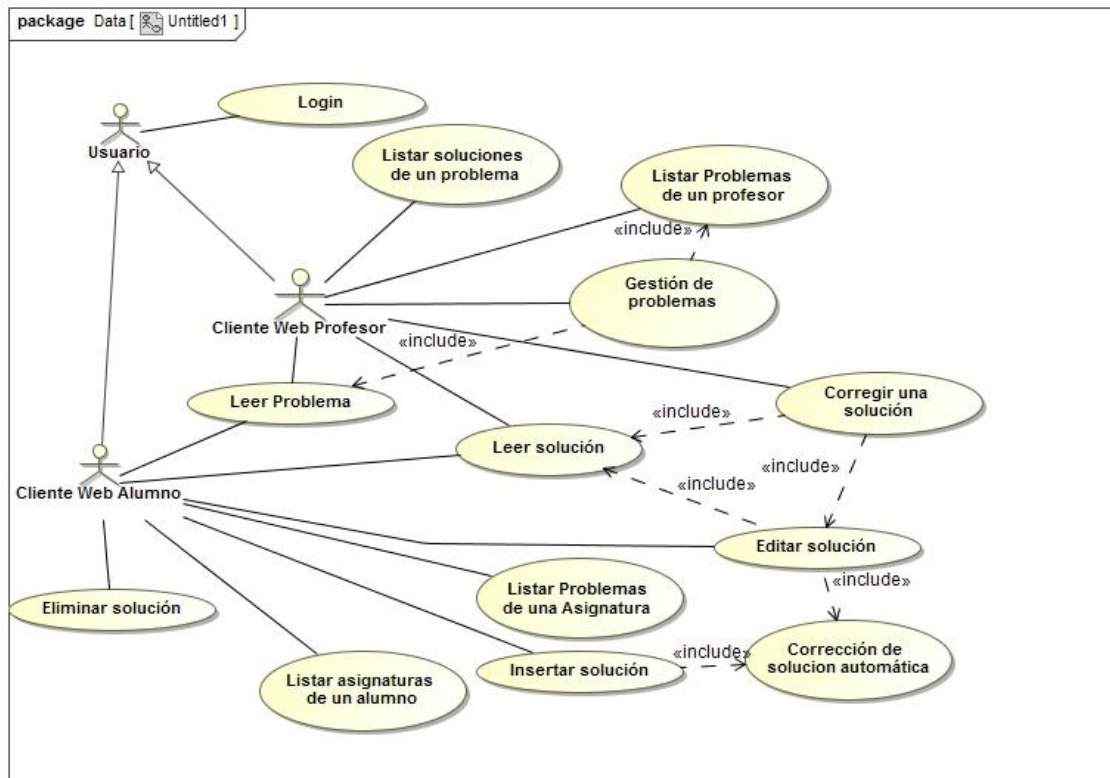 package Data [ Untitled1 ]
Login
Usuario
Listar soluciones
de un problema
Listar Problemas
de un profesor
«include»
Gestión de
problemas
Cliente Web Profesor
«include»
Leer Problema
Corregir una
solución
«include»
Leer solución
«include»
«include»
Cliente Web Alumno
Editar solución
«include»
Listar Problemas
de una Asignatura
Eliminar solución
«include»
Insertar solución
Corrección de
solucion automática
Listar asignaturas
de un alumno